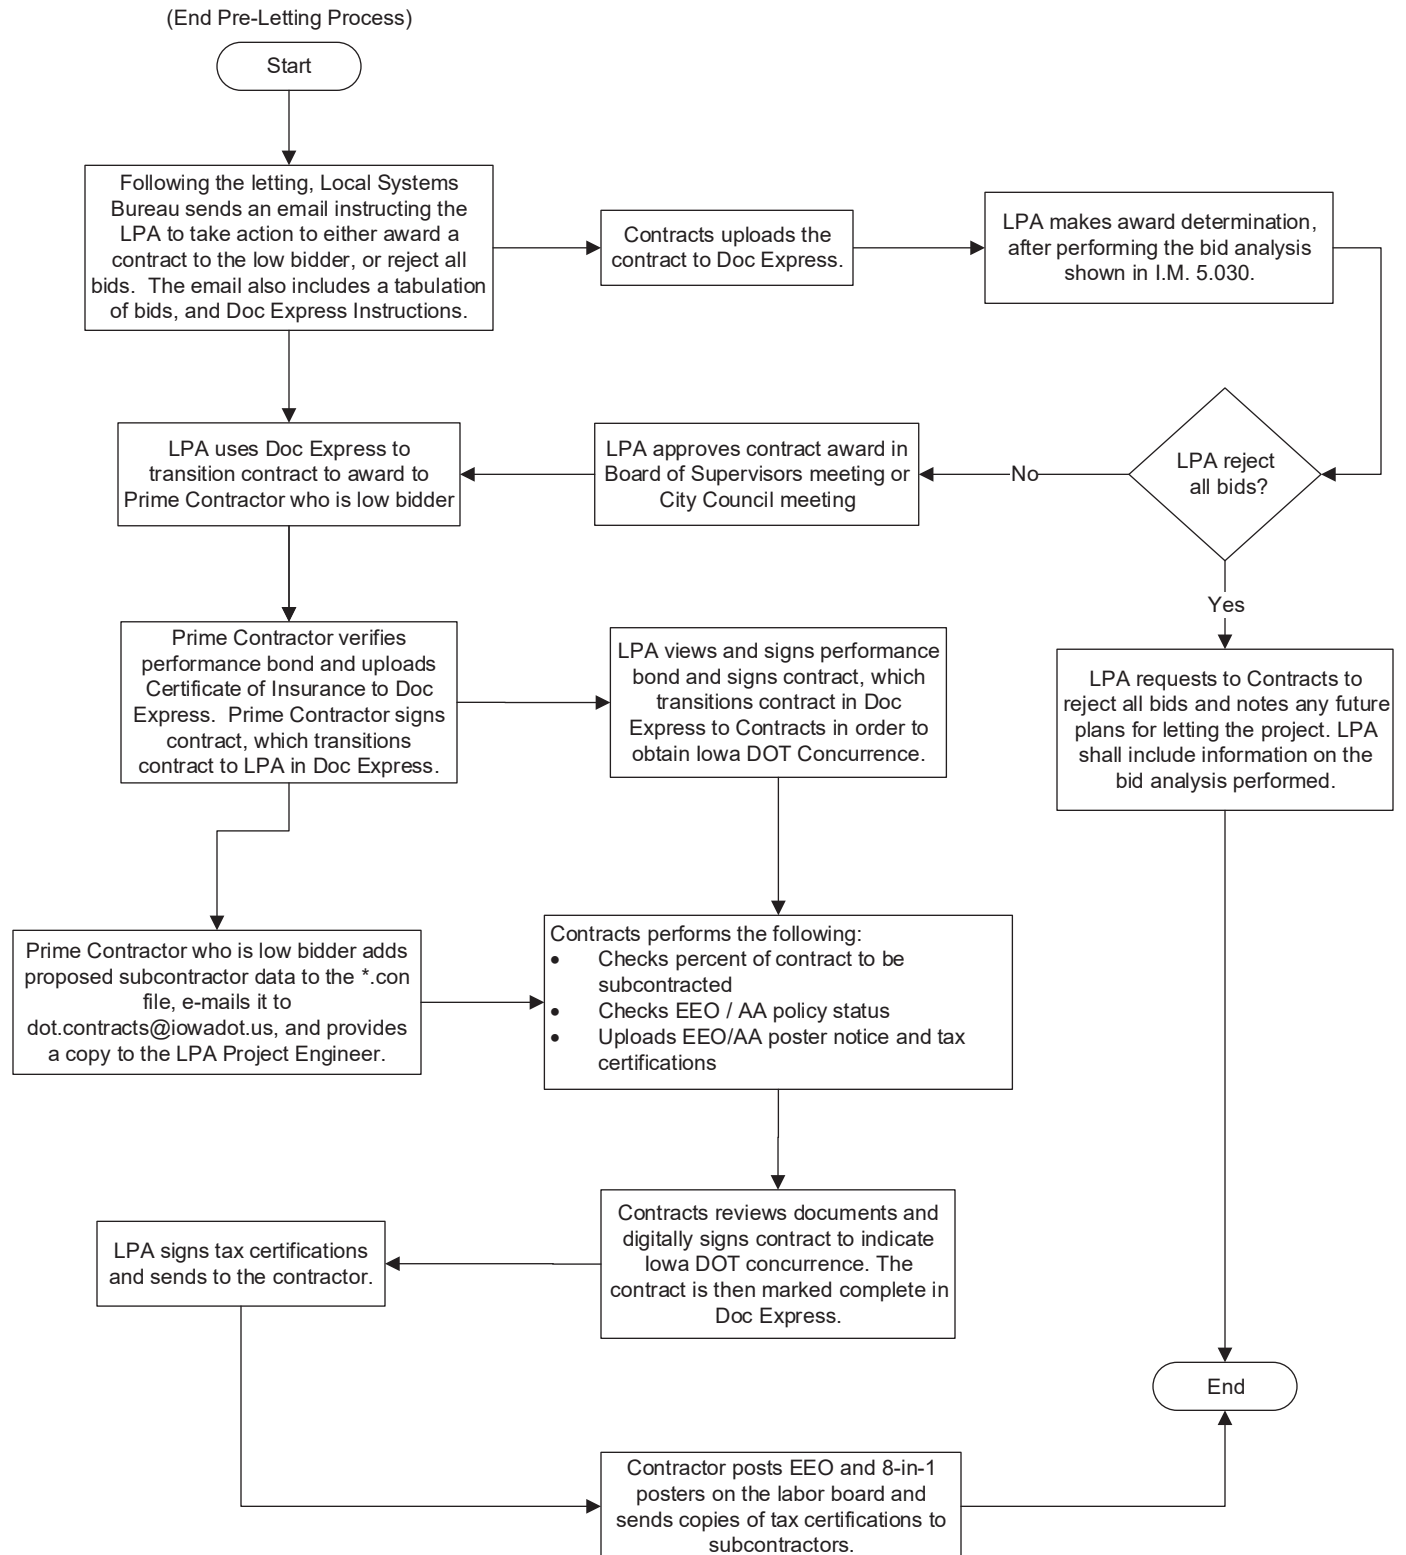 (End Pre-Letting Process)
Start
Following the letting, Local Systems
Bureau sends an email instructing the
LPA to take action to either award a
contract to the low bidder, or reject all
bids.  The email also includes a tabulation
of bids, and Doc Express Instructions.
Contracts uploads the
contract to Doc Express.
LPA makes award determination,
after performing the bid analysis
shown in I.M. 5.030.
LPA reject
all bids?
No
LPA approves contract award in
Board of Supervisors meeting or
City Council meeting
LPA uses Doc Express to
transition contract to award to
Prime Contractor who is low bidder
Yes
LPA requests to Contracts to
reject all bids and notes any future
plans for letting the project. LPA
shall include information on the
bid analysis performed.
Prime Contractor verifies
performance bond and uploads
Certificate of Insurance to Doc
Express.  Prime Contractor signs
contract, which transitions
contract to LPA in Doc Express.
LPA views and signs performance
bond and signs contract, which
transitions contract in Doc
Express to Contracts in order to
obtain Iowa DOT Concurrence.
Prime Contractor who is low bidder adds
proposed subcontractor data to the *.con
file, e-mails it to
dot.contracts@iowadot.us, and provides
a copy to the LPA Project Engineer.
Contracts performs the following:
• Checks percent of contract to be
subcontracted
• Checks EEO / AA policy status
• Uploads EEO/AA poster notice and tax
certifications
Contracts reviews documents and
digitally signs contract to indicate
Iowa DOT concurrence. The
contract is then marked complete in
Doc Express.
LPA signs tax certifications
and sends to the contractor.
Contractor posts EEO and 8-in-1
posters on the labor board and
sends copies of tax certifications to
subcontractors.
End